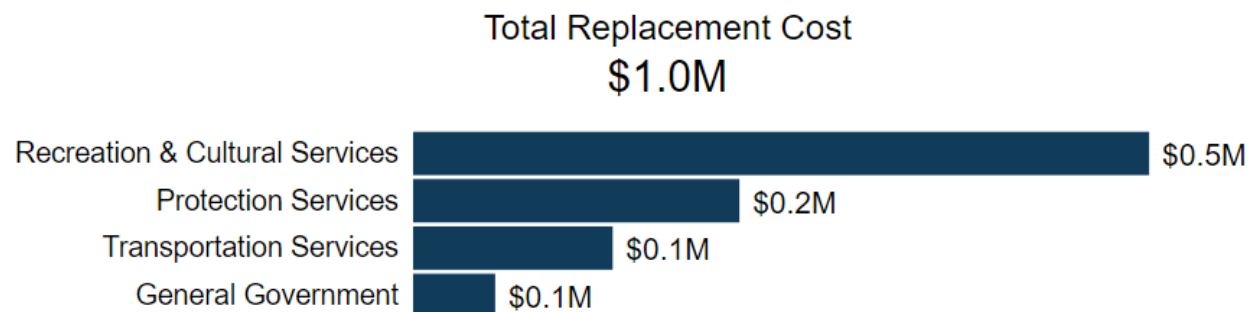 Total Replacement Cost
$1.0M
Recreation & Cultural Services $0.5M
Protection Services $0.2M
Transportation Services $0.1M
General Government $0.1M